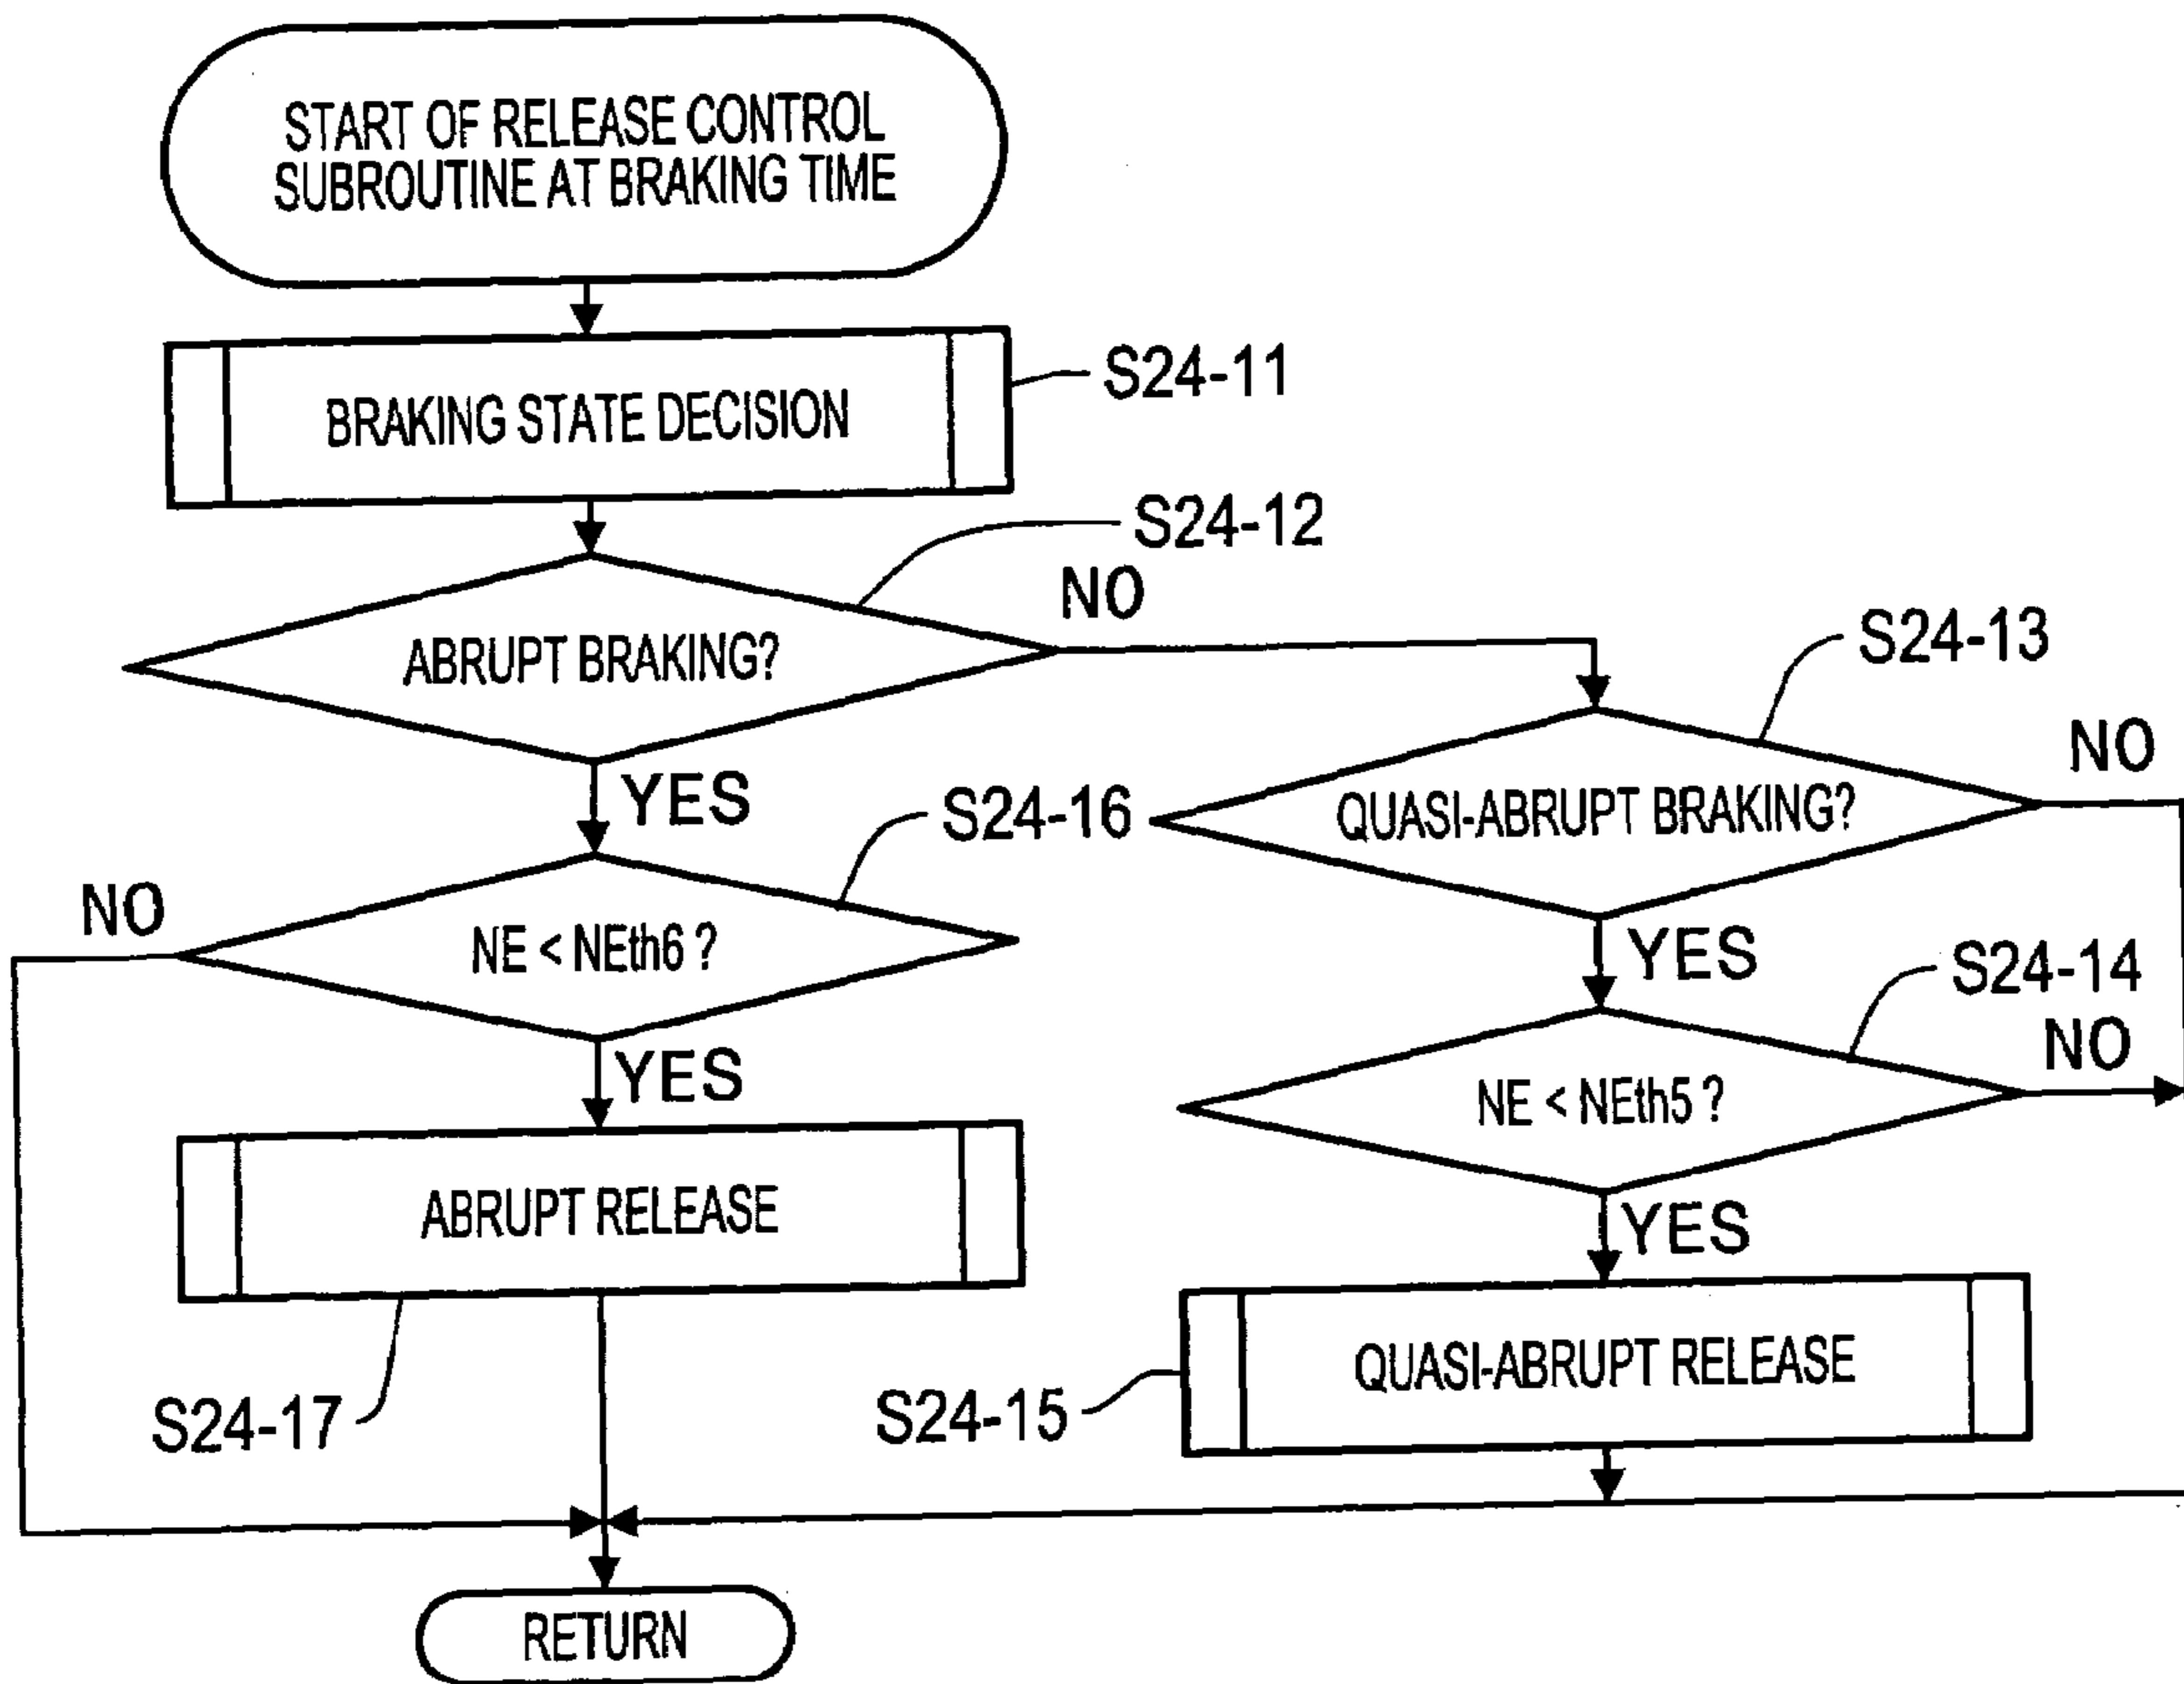 START OF RELEASE CONTROL
SUBROUTINE AT BRAKING TIME
BRAKING STATE DECISION
S24-11
S24-12
ABRUPT BRAKING?
NO
S24-13
QUASI-ABRUPT BRAKING?
NO
YES
S24-16
NE < NEth6 ?
NO
YES
S24-14
NE < NEth5 ?
NO
YES
ABRUPT RELEASE
S24-17
YES
QUASI-ABRUPT RELEASE
S24-15
RETURN